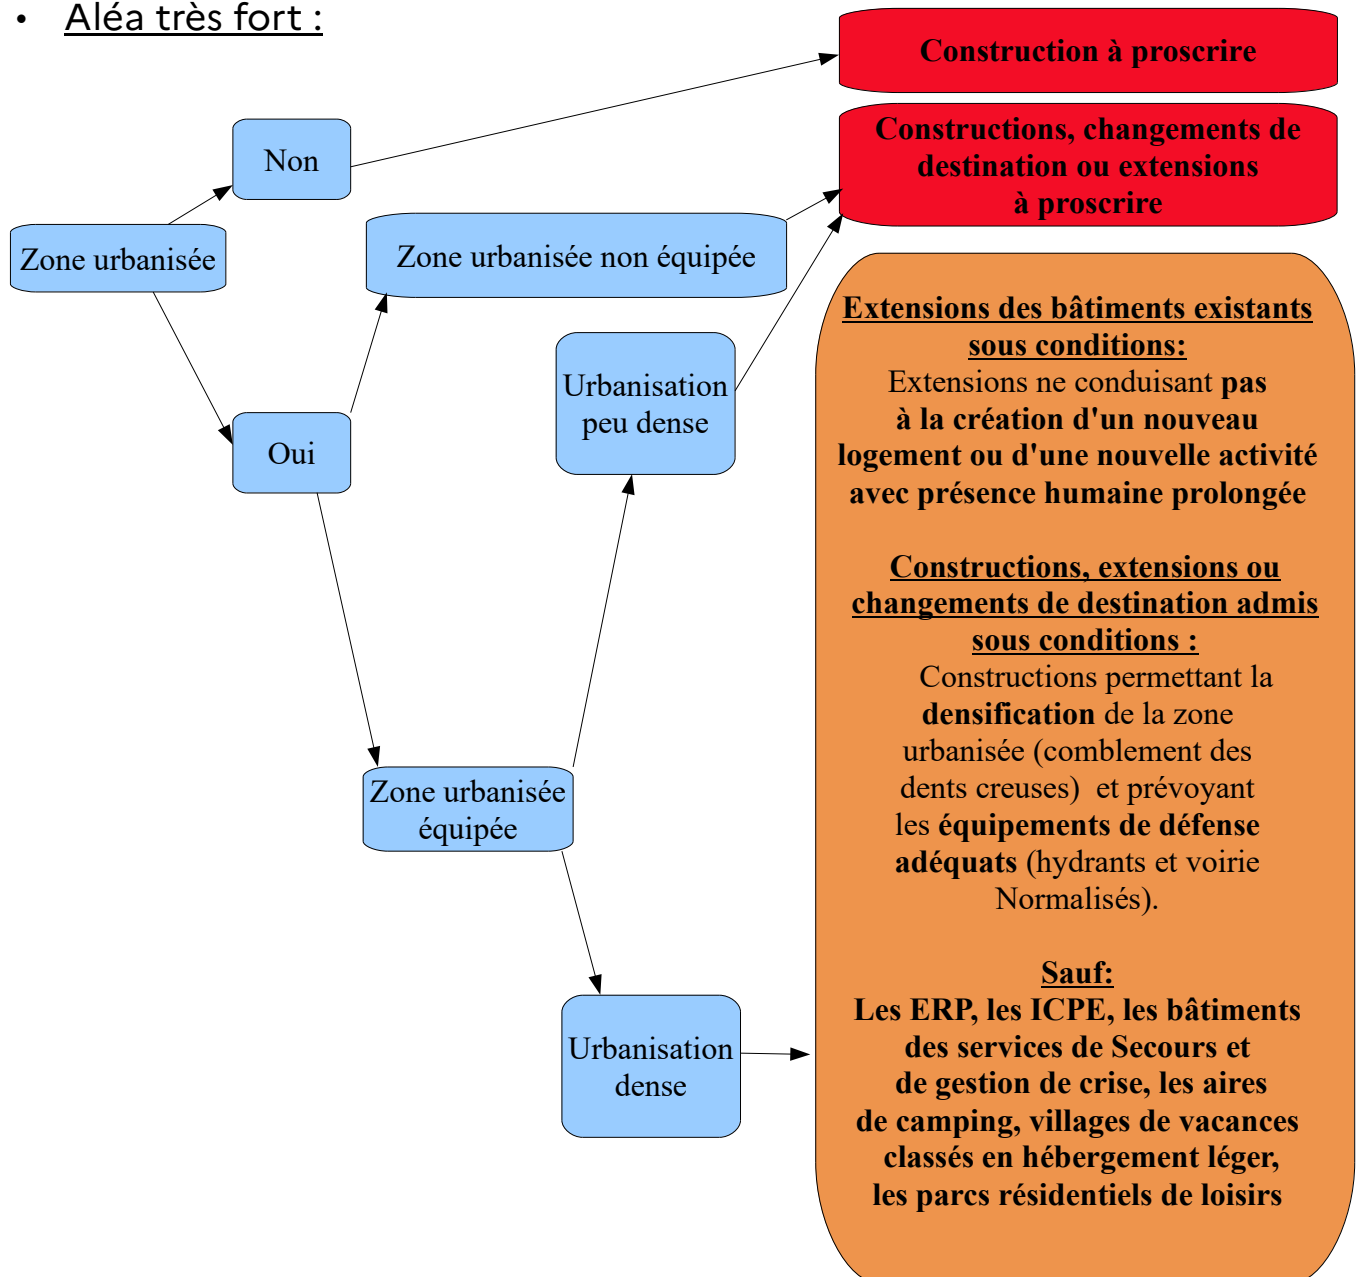 • Aléa très fort :
Construction à proscrire
Constructions, changements de
destination ou extensions
à proscrire
Non
Zone urbanisée
Zone urbanisée non équipée
Oui
Urbanisation
peu dense
Zone urbanisée
équipée
Urbanisation
dense
Extensions des bâtiments existants
sous conditions:
Extensions ne conduisant pas
à la création d'un nouveau
logement ou d'une nouvelle activité
avec présence humaine prolongée
Constructions, extensions ou
changements de destination admis
sous conditions :
Constructions permettant la
densification de la zone
urbanisée (comblement des
dents creuses)  et prévoyant
les équipements de défense
adéquats (hydrants et voirie
Normalisés).
Sauf:
Les ERP, les ICPE, les bâtiments
des services de Secours et
de gestion de crise, les aires
de camping, villages de vacances
classés en hébergement léger,
les parcs résidentiels de loisirs